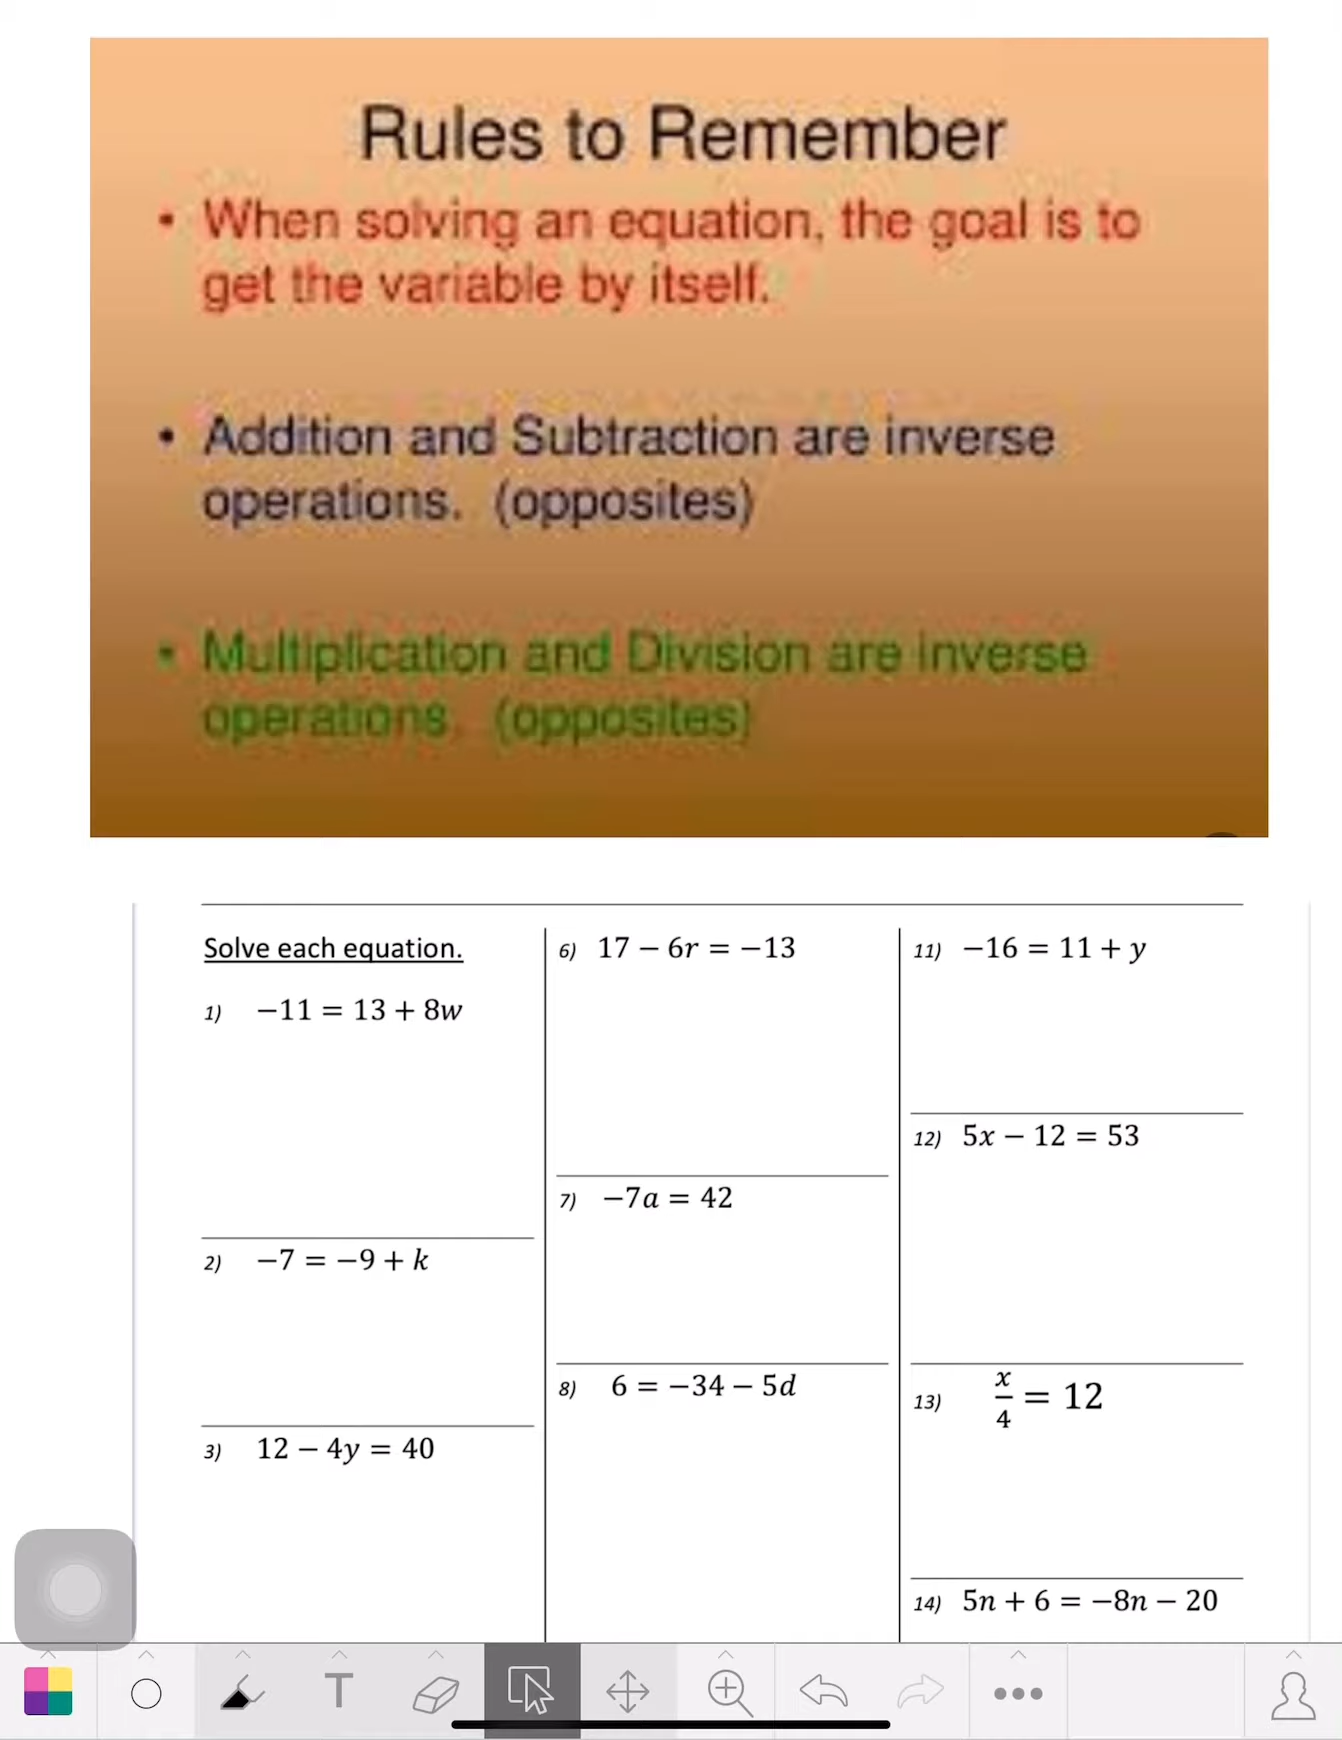 Rules to Remember
• When solving an equation, the goal is to
get the variable by itself.
• Addition and Subtraction are inverse
operations. (opposites)
• Multiplication and Division are inverse
operations. (opposites)
Solve each equation.
1) −11 = 13 + 8w
2) −7 = −9 + k
3) 12 − 4y = 40
6) 17 − 6r = −13
7) −7a = 42
8) 6 = −34 − 5d
11) −16 = 11 + y
12) 5x − 12 = 53
13) x/4 = 12
14) 5n + 6 = −8n − 20
T